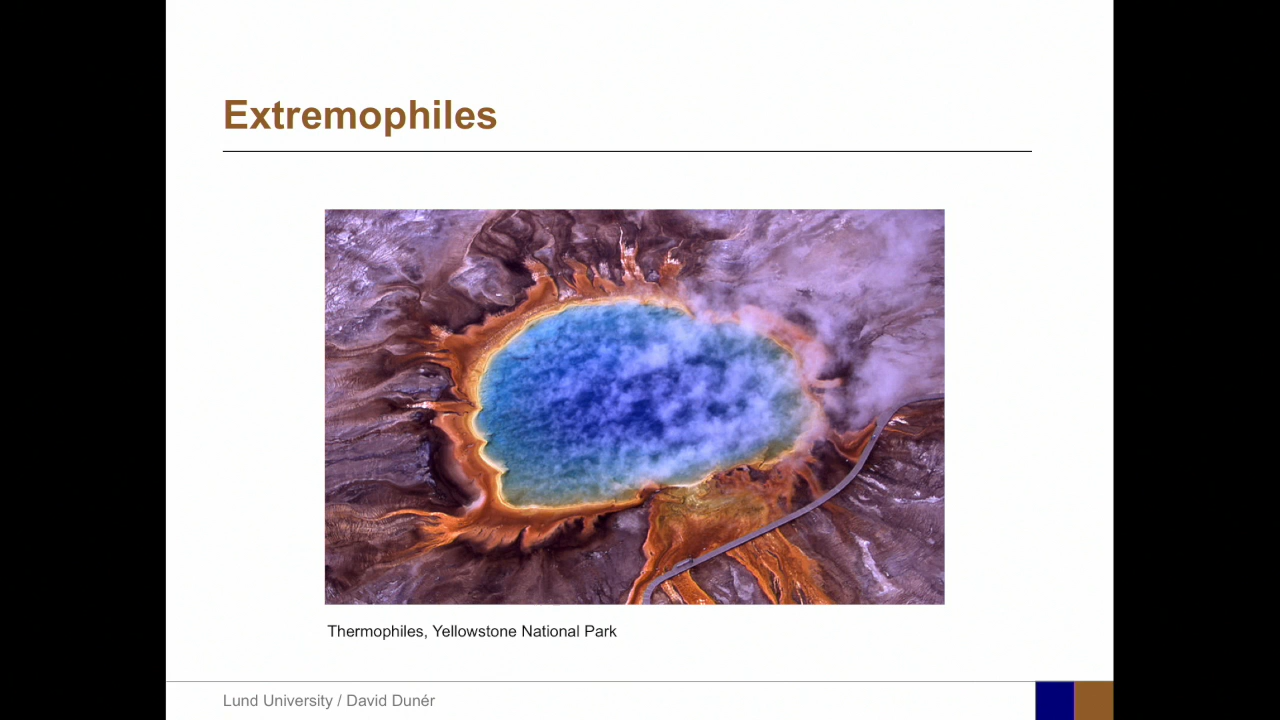 Extremophiles
Thermophiles, Yellowstone National Park
Lund University / David Dunér